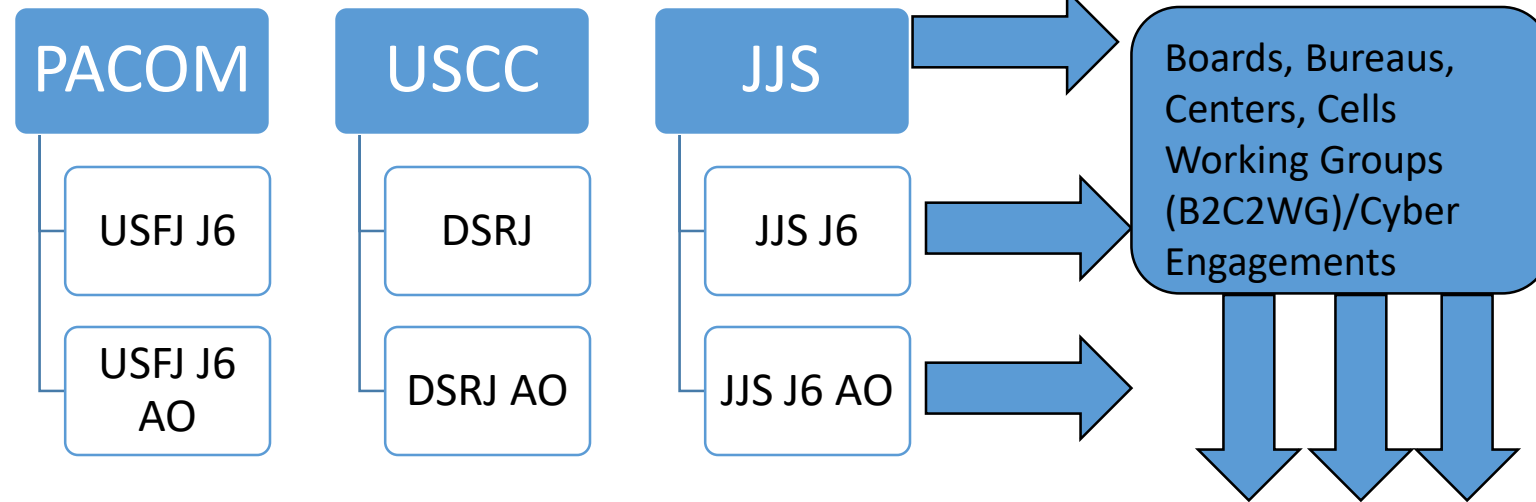 PACOM
USCC
JJS
USFJ J6
DSRJ
JJS J6
USFJ J6
AO
DSRJ AO
JJS J6 AO
Boards, Bureaus,
Centers, Cells
Working Groups
(B2C2WG)/Cyber
Engagements